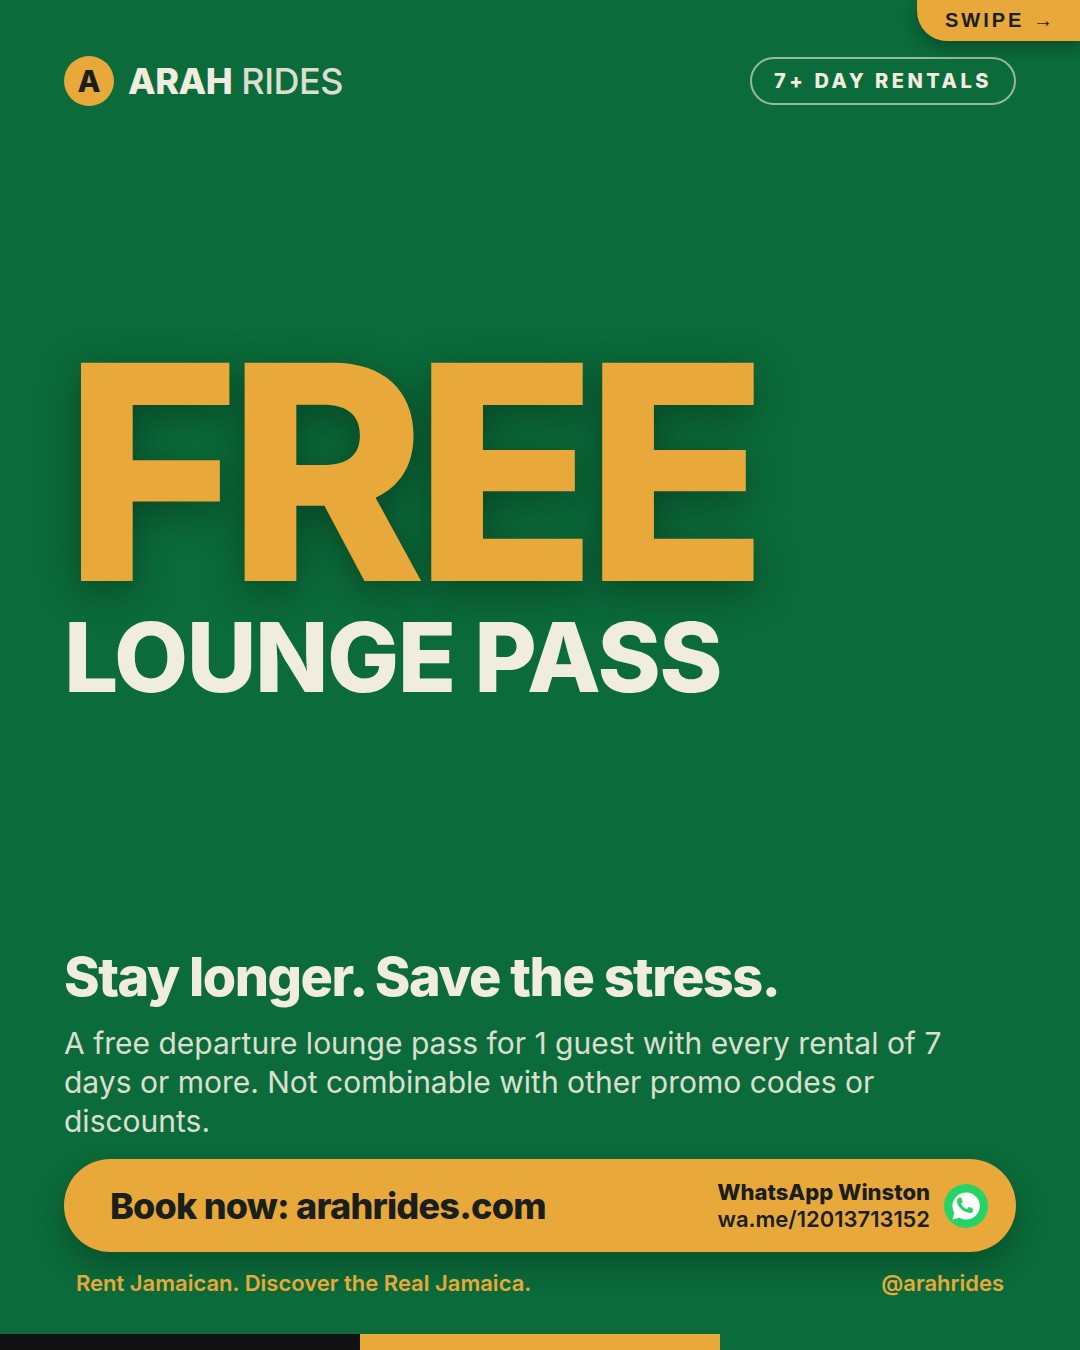 SWIPE →
A ARAH RIDES
7+ DAY RENTALS
FREE
LOUNGE PASS
Stay longer. Save the stress.
A free departure lounge pass for 1 guest with every rental of 7
days or more. Not combinable with other promo codes or
discounts.
Book now: arahrides.com
WhatsApp Winston
wa.me/12013713152
Rent Jamaican. Discover the Real Jamaica.
@arahrides